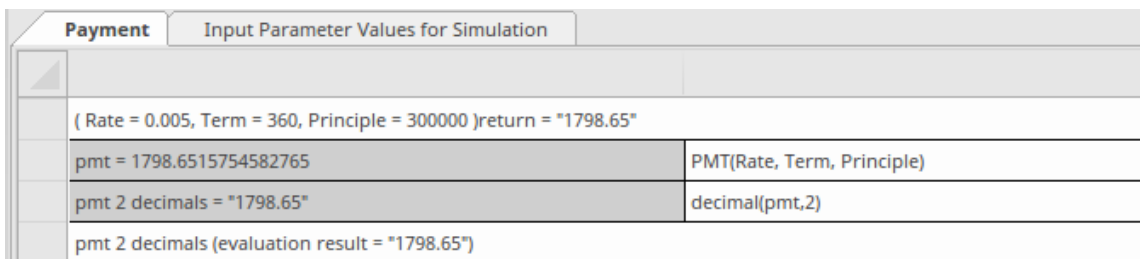 Payment Input Parameter Values for Simulation
( Rate = 0.005, Term = 360, Principle = 300000 )return = "1798.65"
pmt = 1798.6515754582765 PMT(Rate, Term, Principle)
pmt 2 decimals = "1798.65" decimal(pmt,2)
pmt 2 decimals (evaluation result = "1798.65")